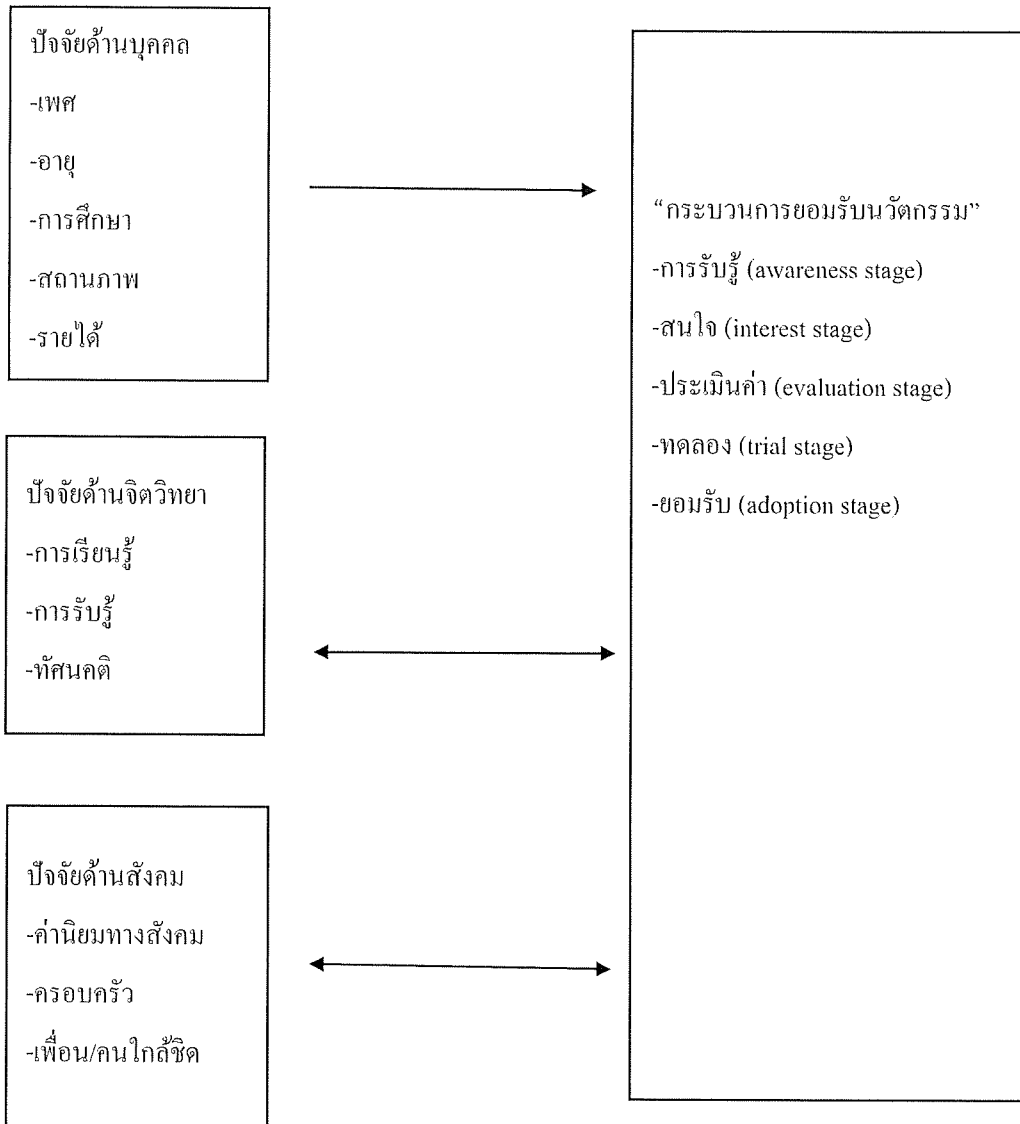 ปัจจัยด้านบุคคล
-เพศ
-อายุ
-การศึกษา
-สถานภาพ
-รายได้
ปัจจัยด้านจิตวิทยา
-การเรียนรู้
-การรับรู้
-ทัศนคติ
ปัจจัยด้านสังคม
-ค่านิยมทางสังคม
-ครอบครัว
-เพื่อน/คนใกล้ชิด
“กระบวนการยอมรับนวัตกรรม”
-การรับรู้ (awareness stage)
-สนใจ (interest stage)
-ประเมินค่า (evaluation stage)
-ทดลอง (trial stage)
-ยอมรับ (adoption stage)